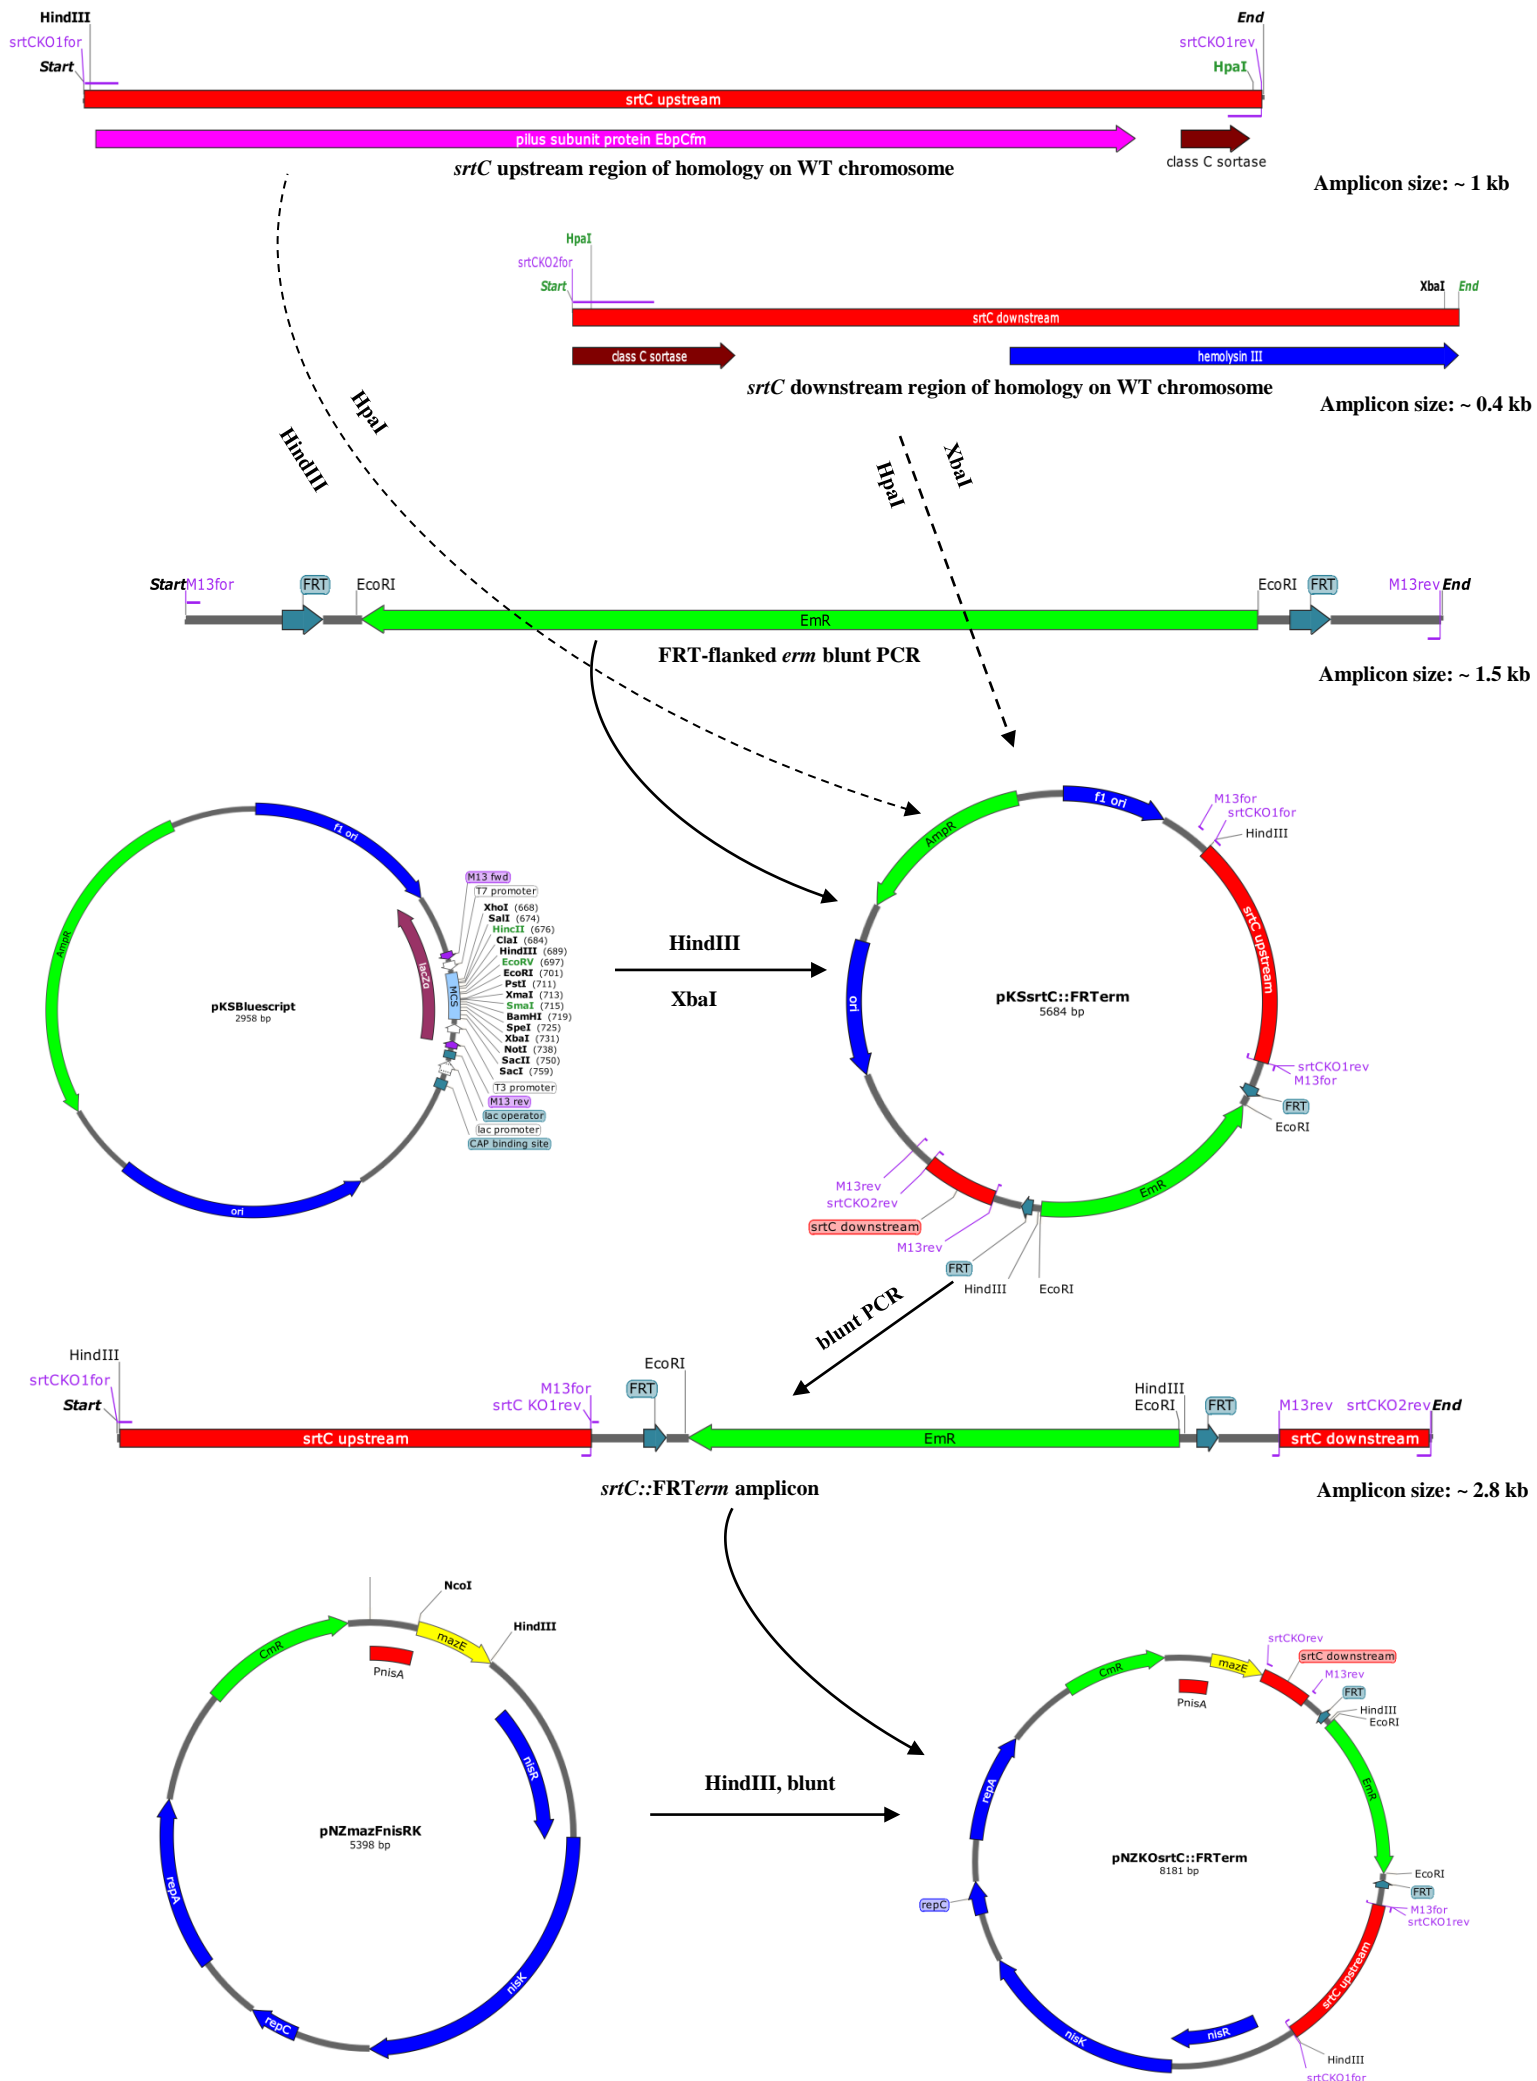 HindIII
End
srtCKO1for
srtCKO1rev
Start
HpaI
srtC upstream
pilus subunit protein EbpCfm
class C sortase
srtC upstream region of homology on WT chromosome
Amplicon size: ~ 1 kb
HpaI
srtCKO2for
Start
XbaI
End
srtC downstream
class C sortase
hemolysin III
srtC downstream region of homology on WT chromosome
Amplicon size: ~ 0.4 kb
HpaI
HindIII
XbaI
HpaI
Start
M13for
FRT
EcoRI
EcoRI
FRT
M13rev
End
EmR
FRT-flanked erm blunt PCR
Amplicon size: ~ 1.5 kb
f1 ori
AmpR
lacZα
MCS
ori
M13 fwd
T7 promoter
XhoI (668)
SalI (674)
HincII (676)
ClaI (684)
HindIII (689)
EcoRV (697)
EcoRI (701)
PstI (711)
XmaI (713)
SmaI (715)
BamHI (719)
SpeI (725)
XbaI (731)
NotI (738)
SacII (750)
SacI (759)
T3 promoter
M13 rev
lac operator
lac promoter
CAP binding site
pKSBluescript
2958 bp
HindIII
XbaI
AmpR
f1 ori
M13for
srtCKO1for
HindIII
srtC upstream
ori
pKSsrtC::FRTerm
5684 bp
srtCKO1rev
M13for
FRT
EcoRI
EmR
M13rev
srtCKO2rev
srtC downstream
M13rev
FRT
HindIII
EcoRI
blunt PCR
HindIII
srtCKO1for
Start
M13for
srtC KO1rev
FRT
EcoRI
HindIII
EcoRI
FRT
M13rev
srtCKO2rev
End
srtC upstream
EmR
srtC downstream
srtC::FRTerm amplicon
Amplicon size: ~ 2.8 kb
NcoI
HindIII
CmR
mazE
PnisA
nisR
repA
nisK
repC
pNZmazFnisRK
5398 bp
HindIII, blunt
srtCKOrev
srtC downstream
M13rev
FRT
HindIII
EcoRI
CmR
mazE
PnisA
repA
EmR
pNZKOsrtC::FRTerm
8181 bp
EcoRI
FRT
M13for
srtCKO1rev
repC
srtC upstream
nisK
nisR
HindIII
srtCKO1for